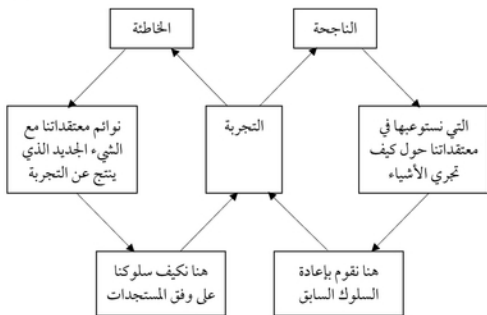 الناجحة
الخاطئة
التي نستوعبها في
معتقداتنا حول كيف
تجري الأشياء
التجربة
نوائم معتقداتنا مع
الشيء الجديد الذي
ينتج عن التجربة
هنا نقوم بإعادة
السلوك السابق
هنا نكيف سلوكنا
على وفق المستجدات